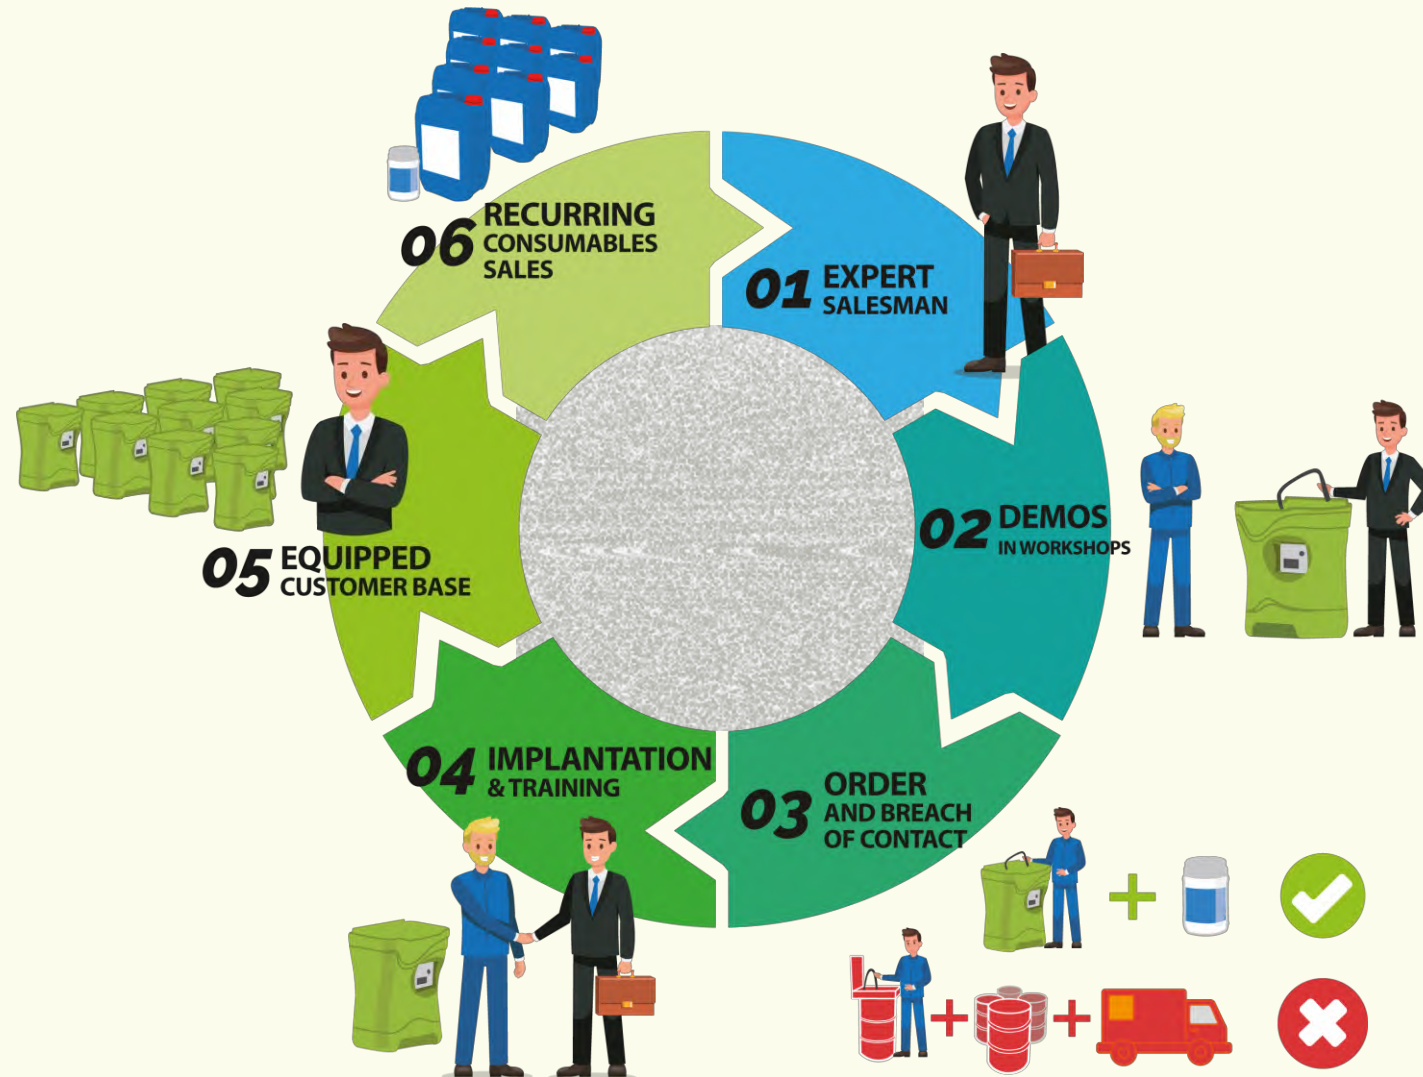 01 EXPERT
SALESMAN
02 DEMOS
IN WORKSHOPS
03 ORDER
AND BREACH
OF CONTACT
04 IMPLANTATION
& TRAINING
05 EQUIPPED
CUSTOMER BASE
06 RECURRING
CONSUMABLES
SALES